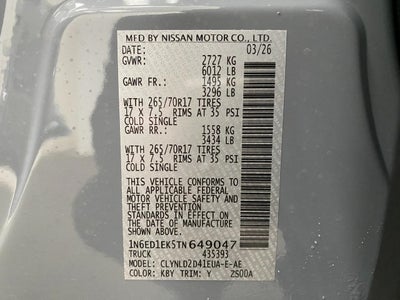 MFD BY NISSAN MOTOR CO., LTD.
DATE: 03/26
GVWR: 2727 KG
6012 LB
GAWR FR.: 1495 KG
3296 LB
WITH 265/70R17 TIRES
17 X 7.5 RIMS AT 35 PSI
COLD SINGLE
GAWR RR.: 1558 KG
3434 LB
WITH 265/70R17 TIRES
17 X 7.5 RIMS AT 35 PSI
COLD SINGLE
THIS VEHICLE CONFORMS TO
ALL APPLICABLE FEDERAL
MOTOR VEHICLE SAFETY AND
THEFT PREVENTION
STANDARDS IN EFFECT ON
THE DATE OF MANUFACTURE
SHOWN ABOVE.
1N6ED1EK5TN649047
TRUCK 435393
MODEL: CLYNLD2D41EUA-E-AE
COLOR: KBY TRIM: Y 2S00A